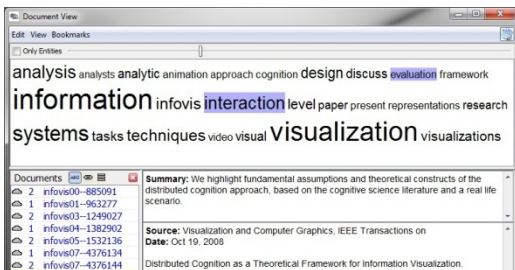 Document View
Edit View Bookmarks
Only Entities
analysis analysts analytic animation approach cognition design discuss evaluation framework
information infovis interaction level paper present representations research
systems tasks techniques video visual visualization visualizations
Documents
2 infovis00--885091
1 infovis01--963277
2 infovis03--1249027
1 infovis04--1382902
2 infovis05--1532136
1 infovis07--4376134
2 infovis07--4376144
Summary: We highlight fundamental assumptions and theoretical constructs of the
distributed cognition approach, based on the cognitive science literature and a real life
scenario.
Source: Visualization and Computer Graphics, IEEE Transactions on
Date: Oct 19, 2008
Distributed Cognition as a Theoretical Framework for Information Visualization.